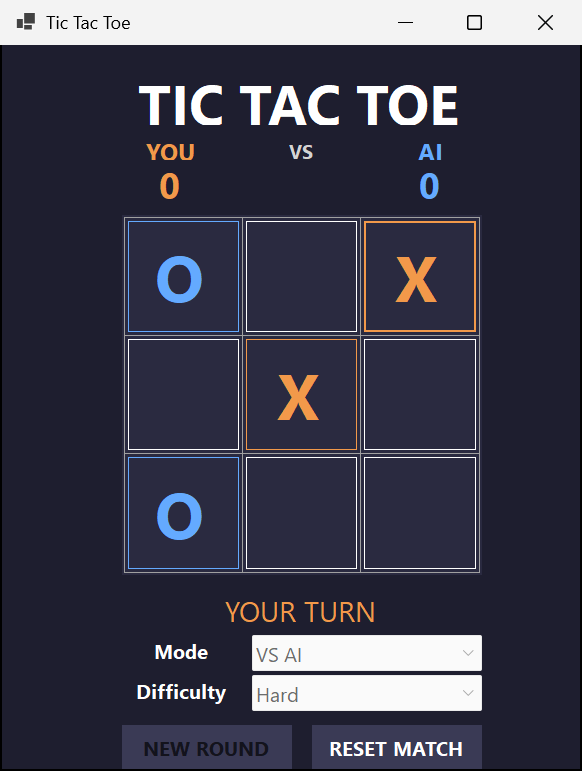 Tic Tac Toe
TIC TAC TOE
YOU VS AI
0 0
O X
X
O
YOUR TURN
Mode VS AI
Difficulty Hard
NEW ROUND RESET MATCH